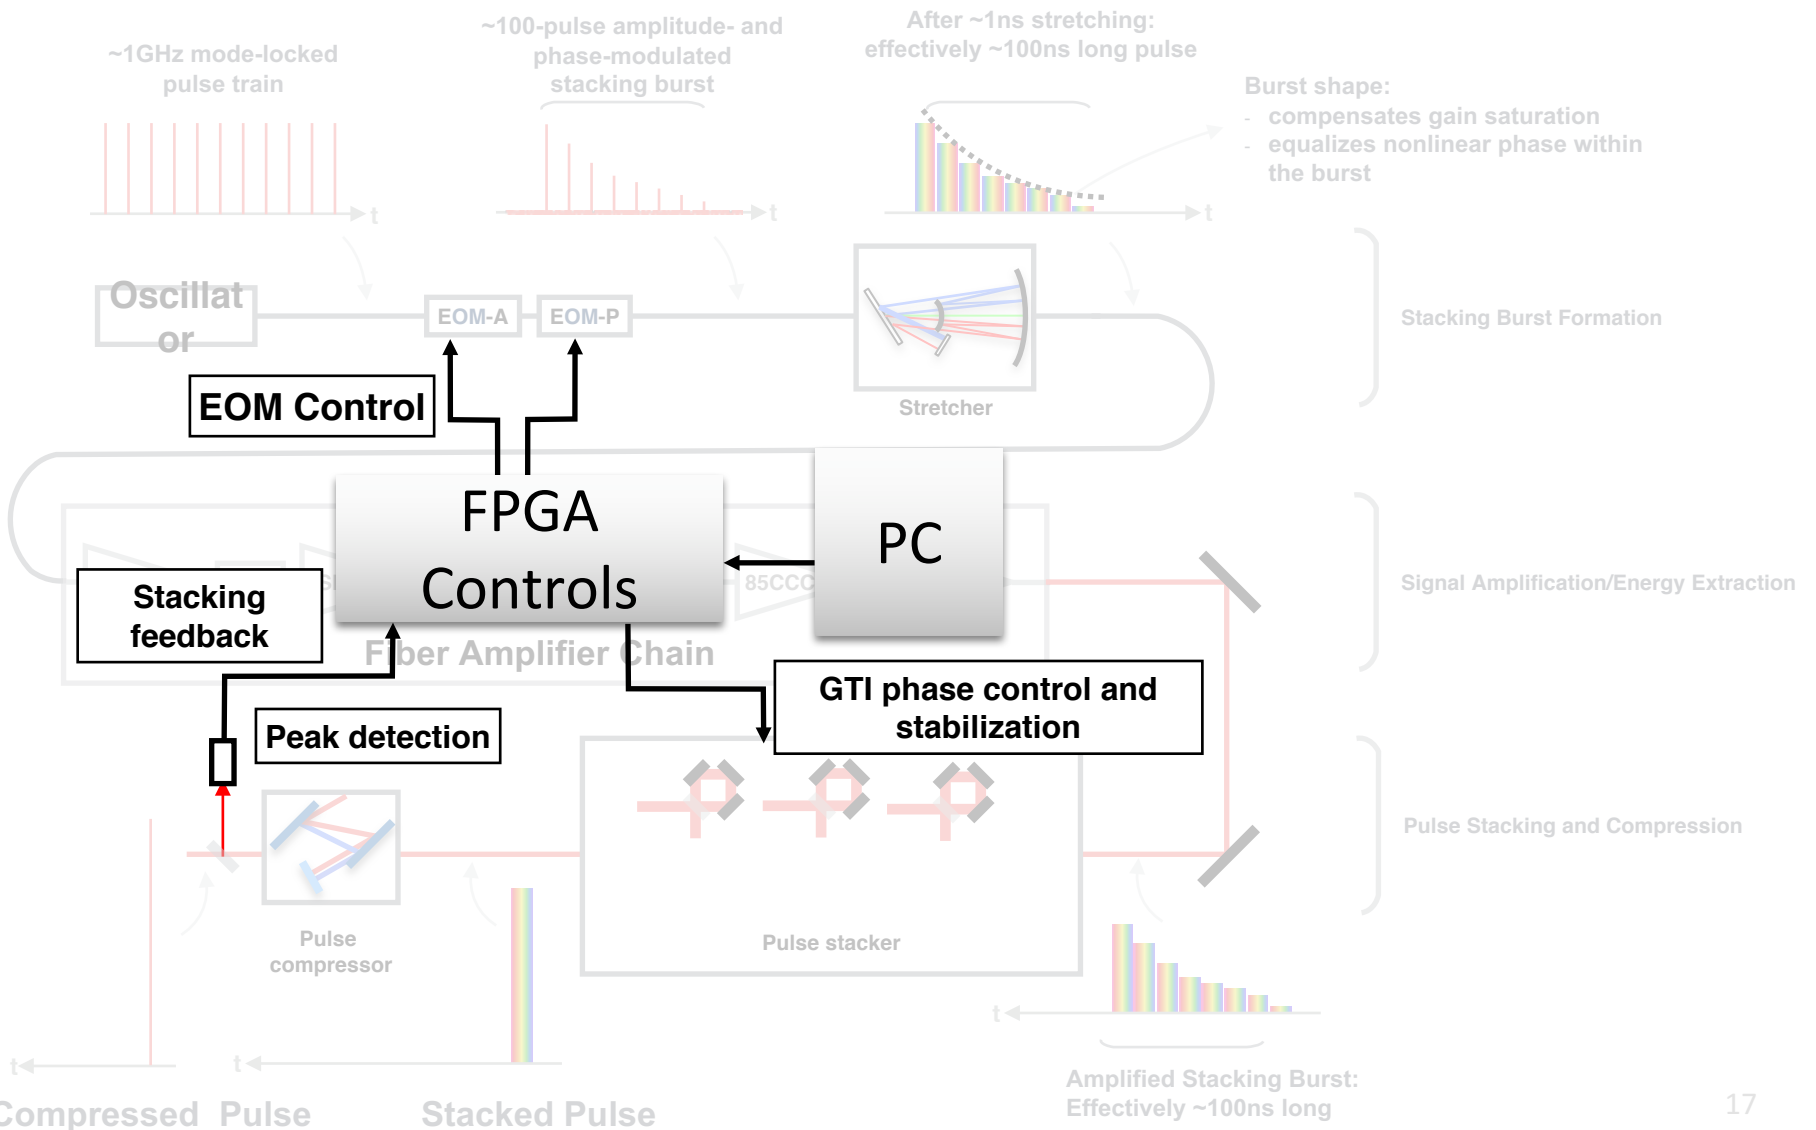 ~1GHz mode-locked
pulse train
~100-pulse amplitude- and
phase-modulated
stacking burst
After ~1ns stretching:
effectively ~100ns long pulse
Burst shape:
- compensates gain saturation
- equalizes nonlinear phase within
the burst
t
t
t
Oscillat
or
EOM-A
EOM-P
Stretcher
Stacking Burst Formation
EOM Control
FPGA
Controls
PC
85CCC
Signal Amplification/Energy Extraction
Stacking
feedback
Fiber Amplifier Chain
GTI phase control and
stabilization
Peak detection
Pulse Stacking and Compression
Pulse
compressor
Pulse stacker
t
t
t
Amplified Stacking Burst:
Effectively ~100ns long
Compressed Pulse
Stacked Pulse
17